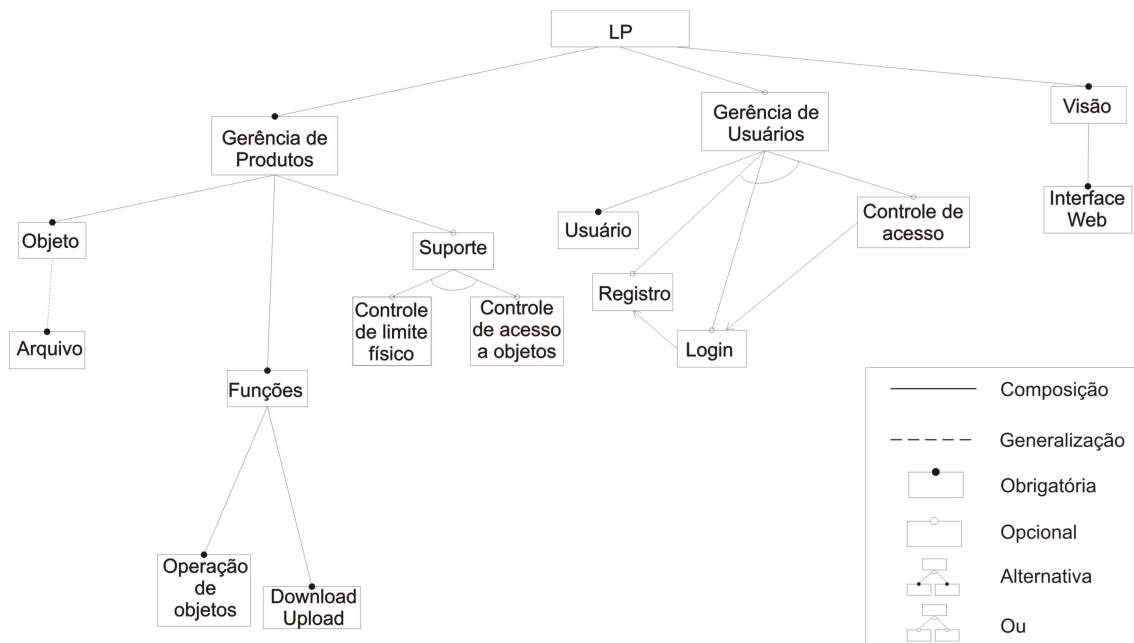 LP
Gerência de
Produtos
Gerência de
Usuários
Visão
Objeto
Suporte
Usuário
Controle de
acesso
Interface
Web
Arquivo
Controle
de limite
físico
Controle
de acesso
a objetos
Registro
Login
Funções
Operação
de
objetos
Download
Upload
Composição
Generalização
Obrigatória
Opcional
Alternativa
Ou